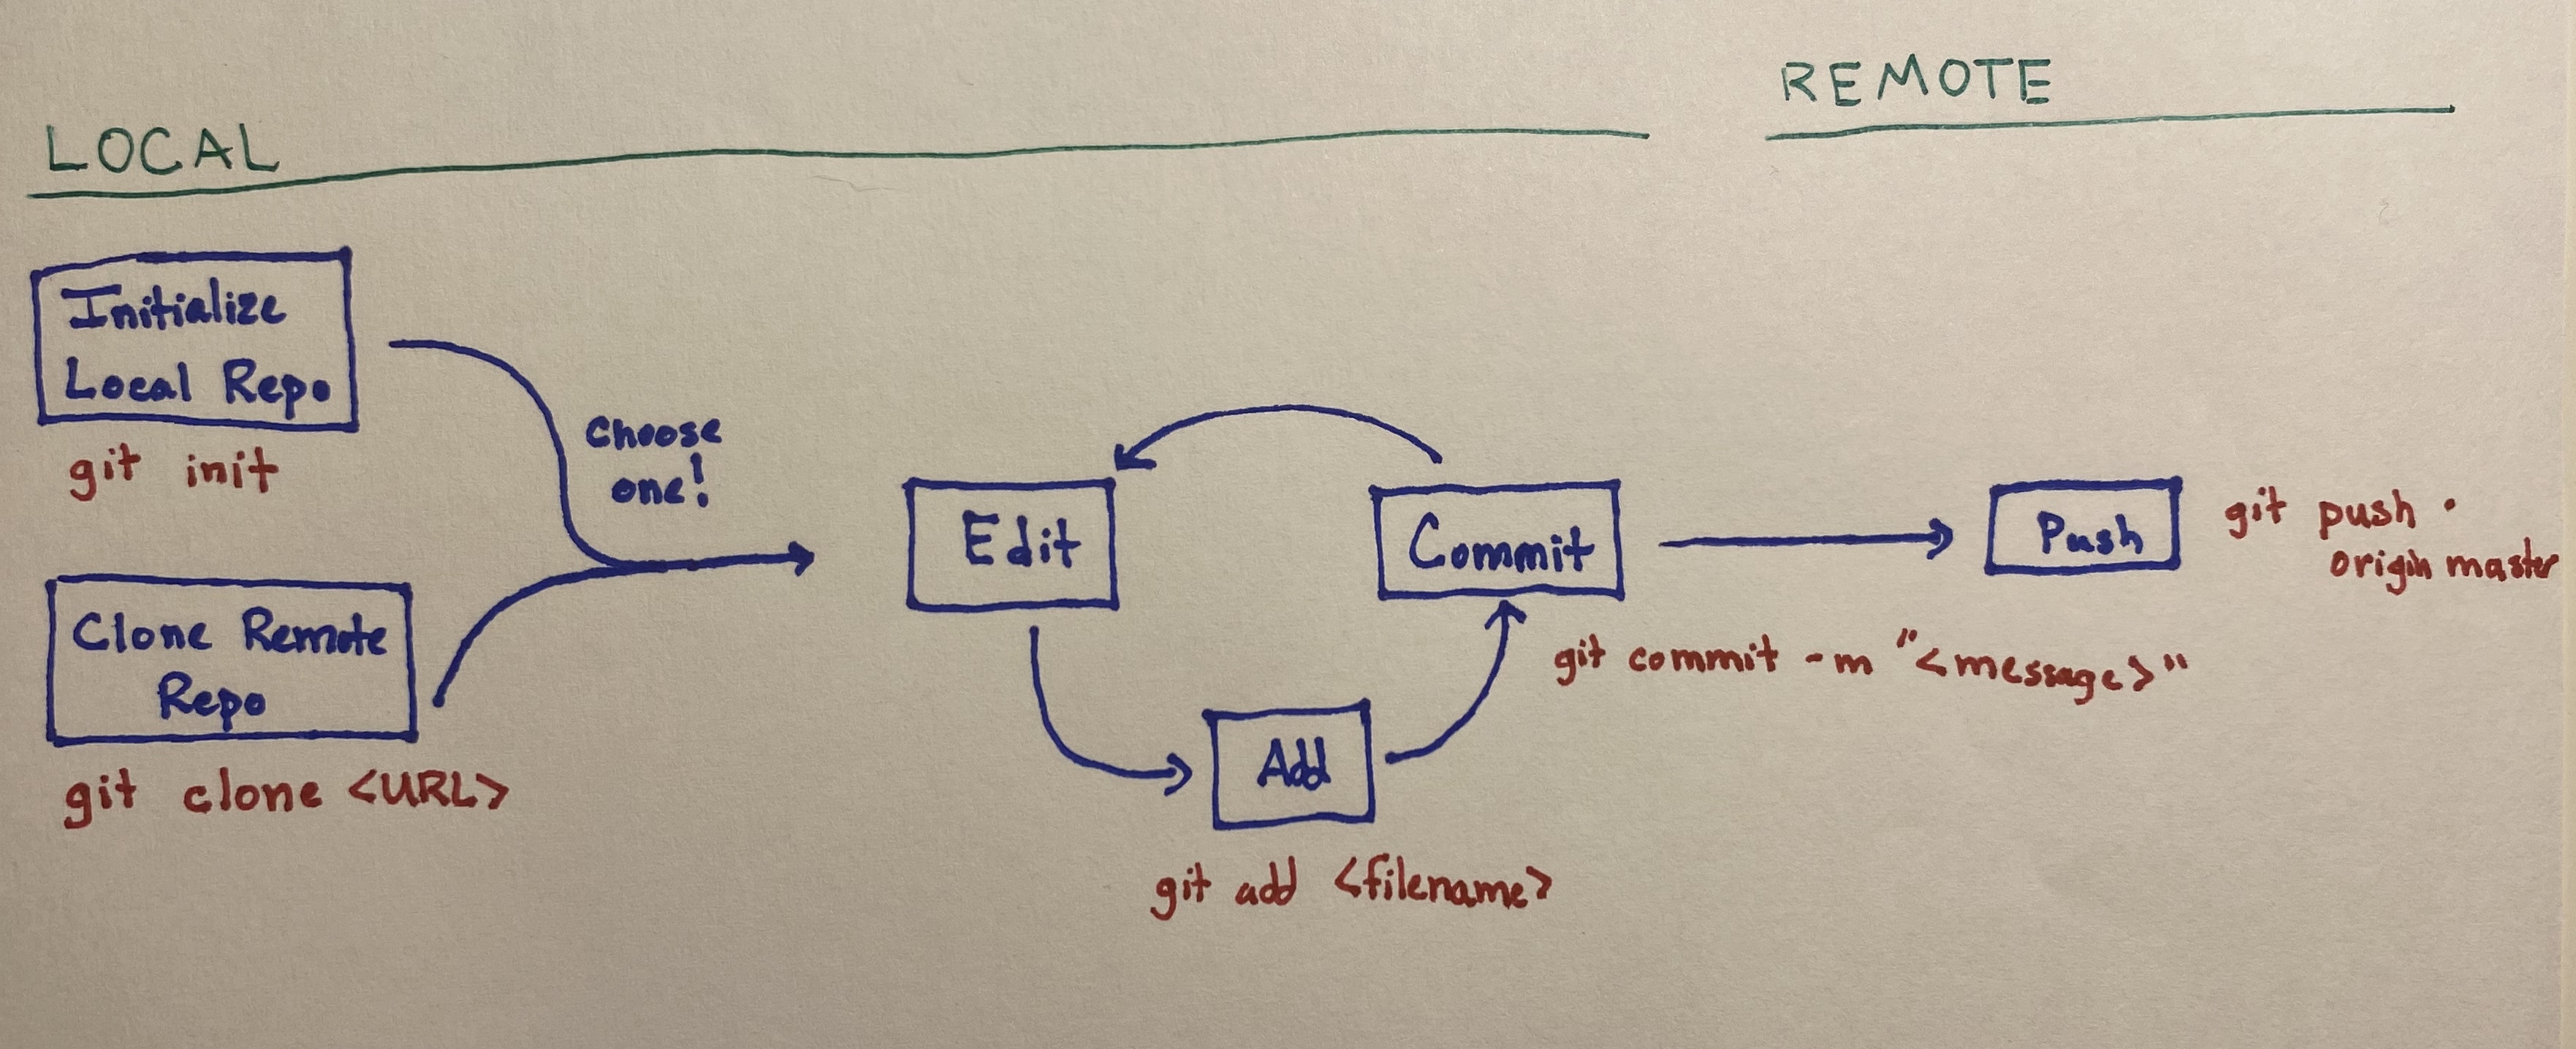 LOCAL
REMOTE
Initialize
Local Repo
git init
choose
one!
Clone Remote
Repo
git clone <URL>
Edit
Add
git add <filename>
Commit
git commit -m "<message>"
Push
git push
origin master